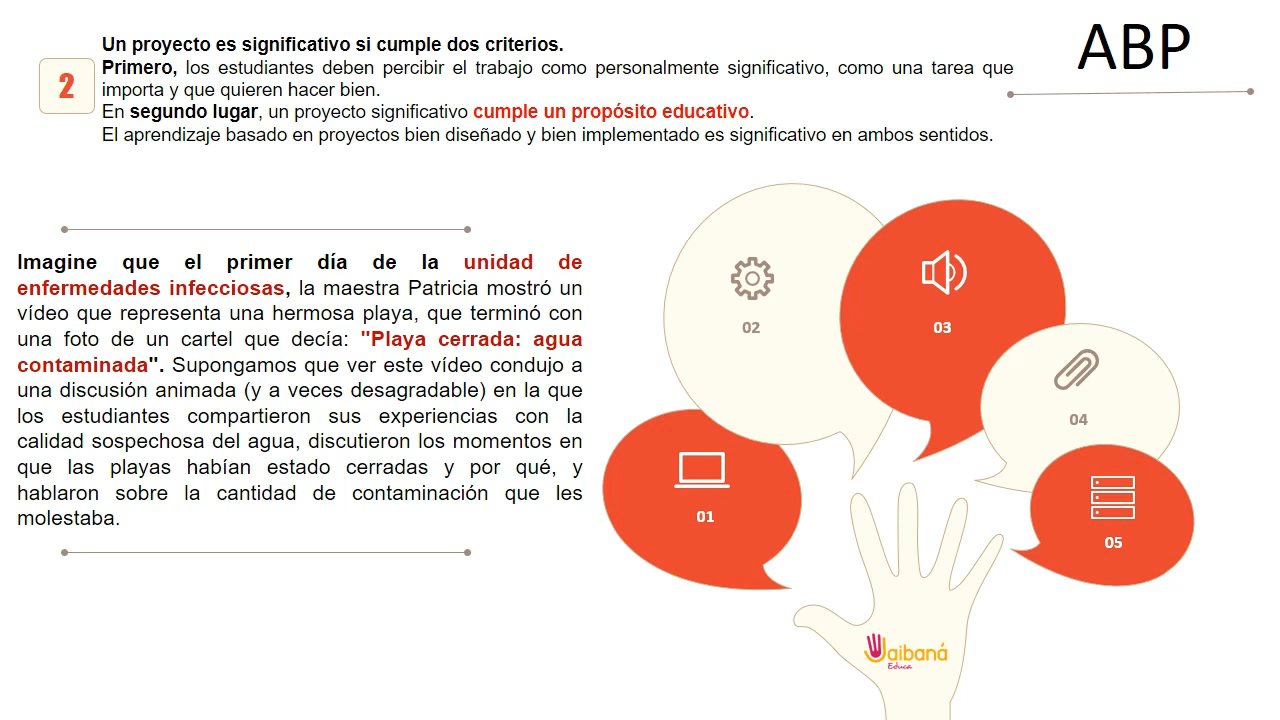 ABP
2
Un proyecto es significativo si cumple dos criterios.
Primero, los estudiantes deben percibir el trabajo como personalmente significativo, como una tarea que
importa y que quieren hacer bien.
En segundo lugar, un proyecto significativo cumple un propósito educativo.
El aprendizaje basado en proyectos bien diseñado y bien implementado es significativo en ambos sentidos.
Imagine que el primer día de la unidad de
enfermedades infecciosas, la maestra Patricia mostró un
vídeo que representa una hermosa playa, que terminó con
una foto de un cartel que decía: "Playa cerrada: agua
contaminada". Supongamos que ver este vídeo condujo a
una discusión animada (y a veces desagradable) en la que
los estudiantes compartieron sus experiencias con la
calidad sospechosa del agua, discutieron los momentos en
que las playas habían estado cerradas y por qué, y
hablaron sobre la cantidad de contaminación que les
molestaba.
02
03
04
01
05
Jaibaná
Educa